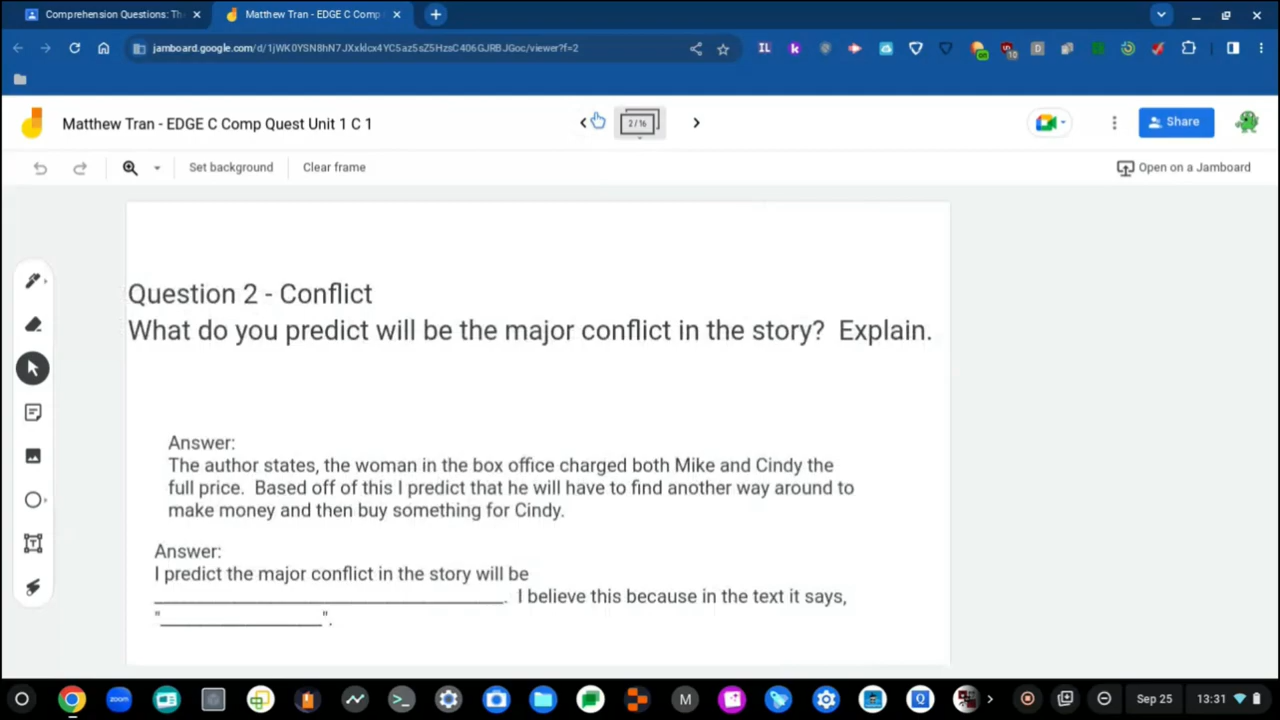 Comprehension Questions: Th
Matthew Tran - EDGE C Comp
jamboard.google.com/d/1jWK0YSN8hN7JXxklcx4YC5az5sZ5HzsC406GJRBJGoc/viewer?f=2
Matthew Tran - EDGE C Comp Quest Unit 1 C 1
2/16
Share
Set background
Clear frame
Open on a Jamboard
Question 2 - Conflict
What do you predict will be the major conflict in the story? Explain.
Answer:
The author states, the woman in the box office charged both Mike and Cindy the
full price. Based off of this I predict that he will have to find another way around to
make money and then buy something for Cindy.
Answer:
I predict the major conflict in the story will be
___________________________________. I believe this because in the text it says,
"________________".
zoom
Sep 25
13:31